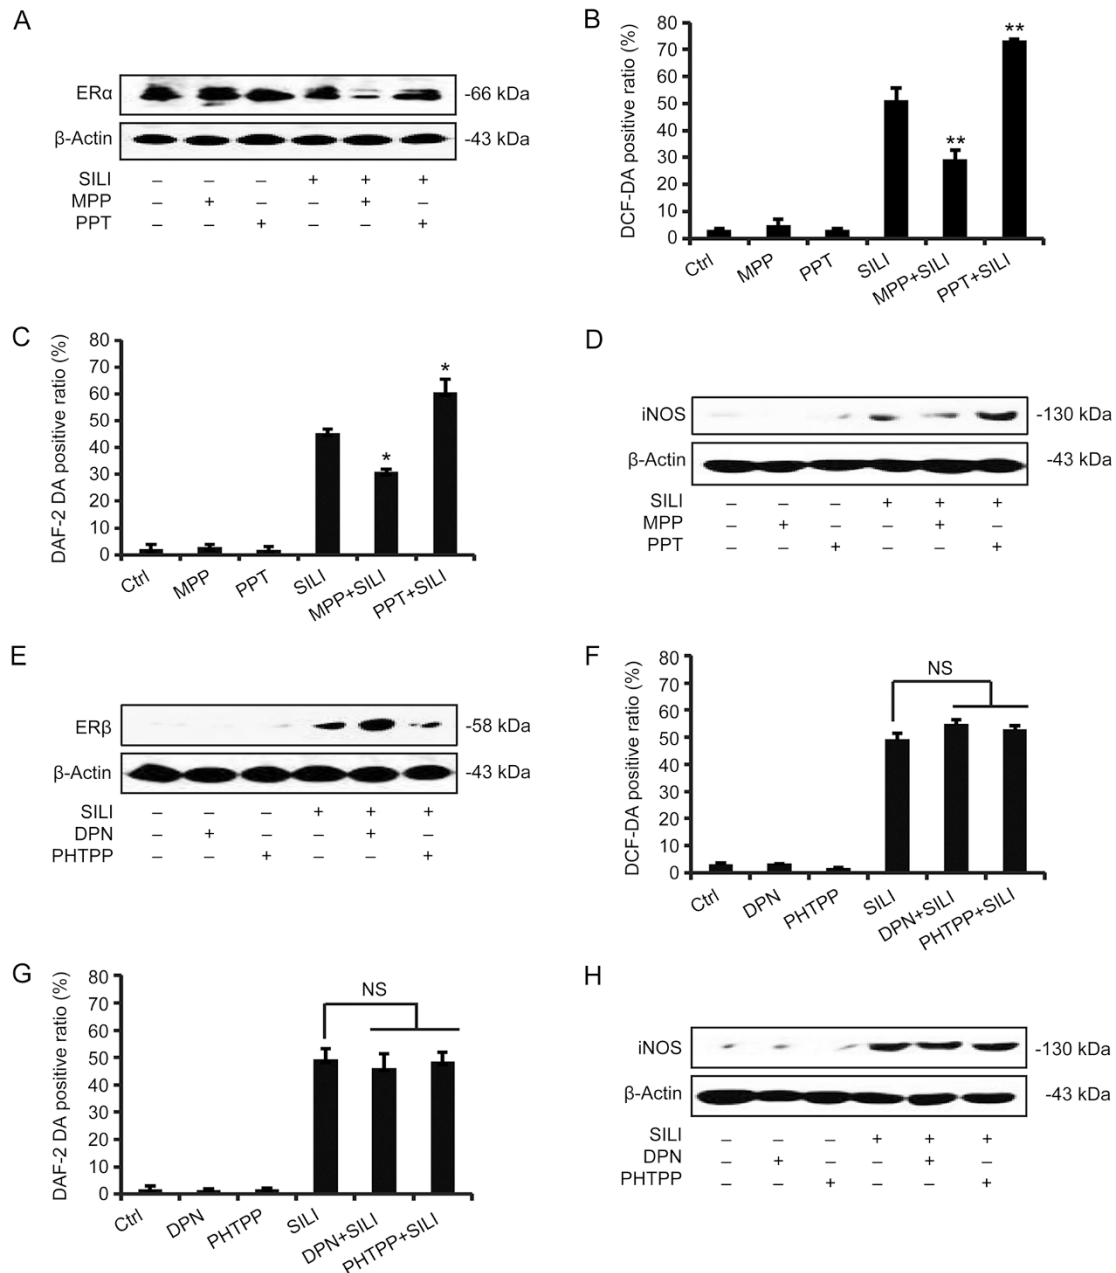 A
ERα
-66 kDa
β-Actin
-43 kDa
SILI – – – + + +
MPP – + – – + –
PPT – – + – – +
B
DCF-DA positive ratio (%)
80
70
60
50
40
30
20
10
0
**
**
Ctrl
MPP
PPT
SILI
MPP+SILI
PPT+SILI
C
DAF-2 DA positive ratio (%)
80
70
60
50
40
30
20
10
0
*
*
Ctrl
MPP
PPT
SILI
MPP+SILI
PPT+SILI
D
iNOS
-130 kDa
β-Actin
-43 kDa
SILI – – – + + +
MPP – + – – + –
PPT – – + – – +
E
ERβ
-58 kDa
β-Actin
-43 kDa
SILI – – – + + +
DPN – + – – + –
PHTPP – – + – – +
F
DCF-DA positive ratio (%)
80
70
60
50
40
30
20
10
0
NS
Ctrl
DPN
PHTPP
SILI
DPN+SILI
PHTPP+SILI
G
DAF-2 DA positive ratio (%)
80
70
60
50
40
30
20
10
0
NS
Ctrl
DPN
PHTPP
SILI
DPN+SILI
PHTPP+SILI
H
iNOS
-130 kDa
β-Actin
-43 kDa
SILI – – – + + +
DPN – + – – + –
PHTPP – – + – – +